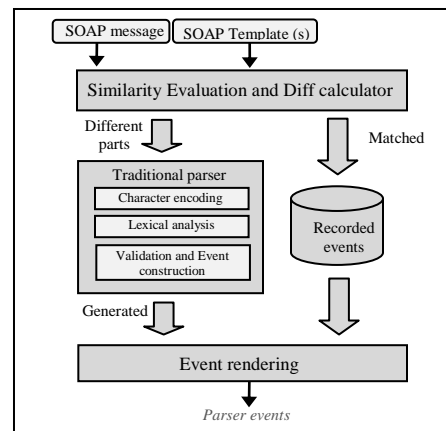 SOAP message
SOAP Template (s)
Similarity Evaluation and Diff calculator
Different
parts
Matched
Traditional parser
Character encoding
Lexical analysis
Validation and Event
construction
Recorded
events
Generated
Event rendering
Parser events